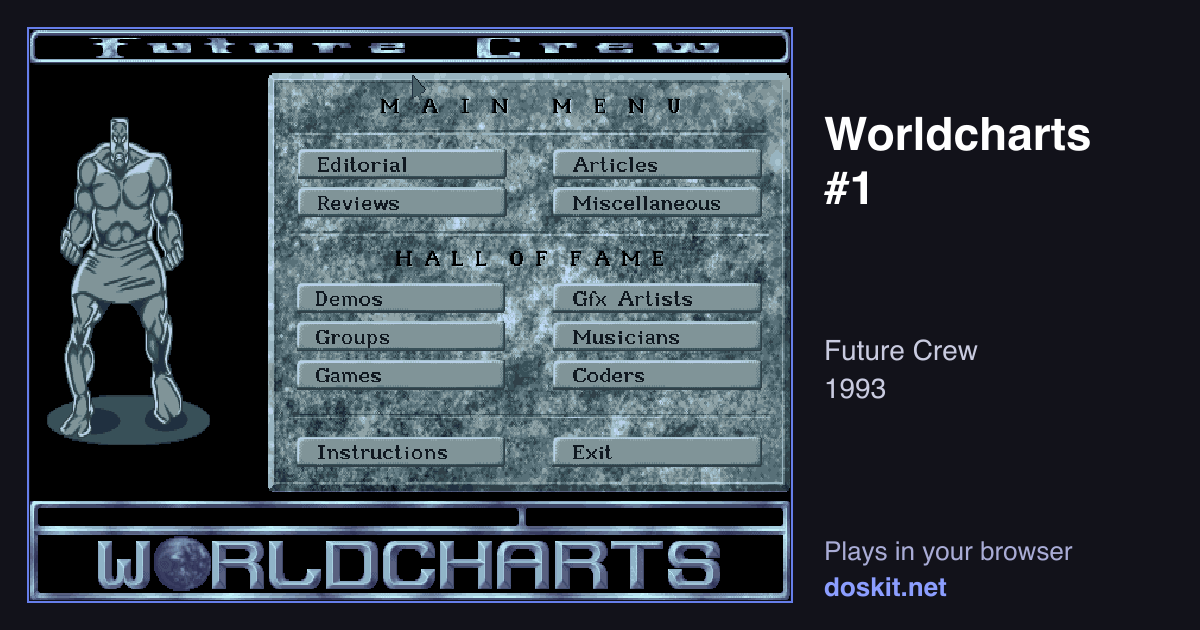 Future Crew
MAIN MENU
Editorial
Articles
Reviews
Miscellaneous
HALL OF FAME
Demos
Gfx Artists
Groups
Musicians
Games
Coders
Instructions
Exit
WORLDCHARTS
Worldcharts
#1
Future Crew
1993
Plays in your browser
doskit.net